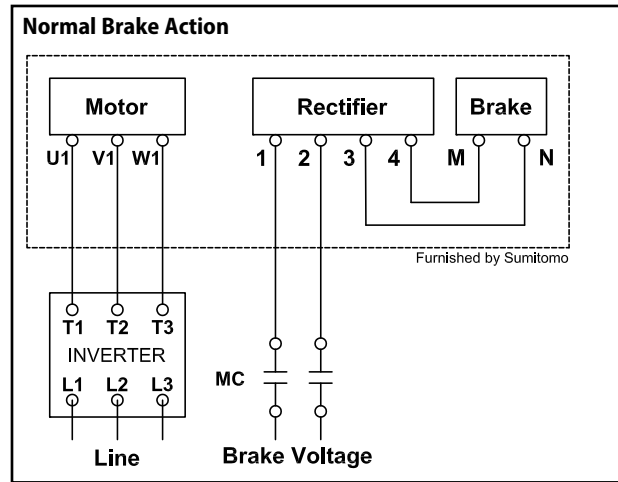 Normal Brake Action
Motor
Rectifier
Brake
U1 V1 W1
1 2 3 4 M N
Furnished by Sumitomo
T1 T2 T3
INVERTER
L1 L2 L3
MC
Line
Brake Voltage